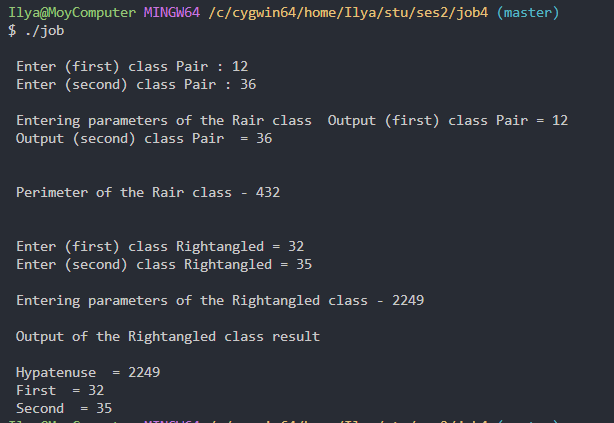 Ilya@MoyComputer MINGW64 /c/cygwin64/home/Ilya/stu/ses2/job4 (master)
$ ./job
Enter (first) class Pair : 12
Enter (second) class Pair : 36
Entering parameters of the Rair class  Output (first) class Pair = 12
Output (second) class Pair  = 36
Perimeter of the Rair class - 432
Enter (first) class Rightangled = 32
Enter (second) class Rightangled = 35
Entering parameters of the Rightangled class - 2249
Output of the Rightangled class result
Hypatenuse  = 2249
First  = 32
Second  = 35